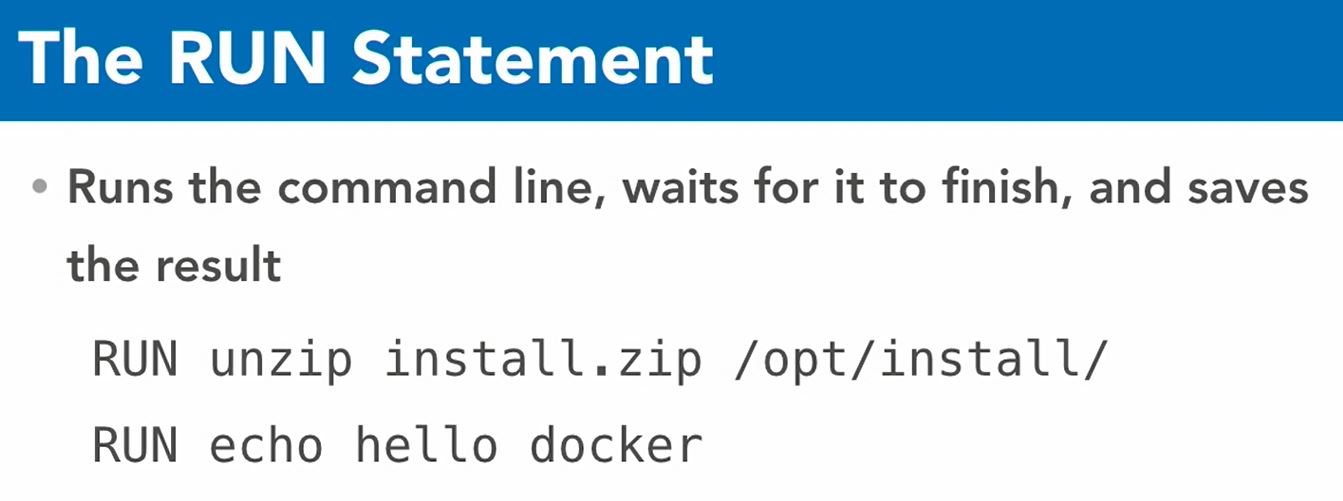 The RUN Statement
• Runs the command line, waits for it to finish, and saves
the result
RUN unzip install.zip /opt/install/
RUN echo hello docker